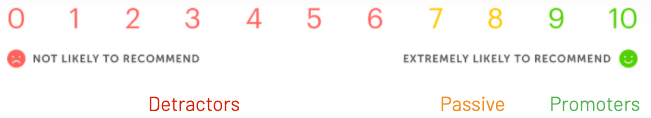 0 1 2 3 4 5 6 7 8 9 10
NOT LIKELY TO RECOMMEND EXTREMELY LIKELY TO RECOMMEND
Detractors Passive Promoters